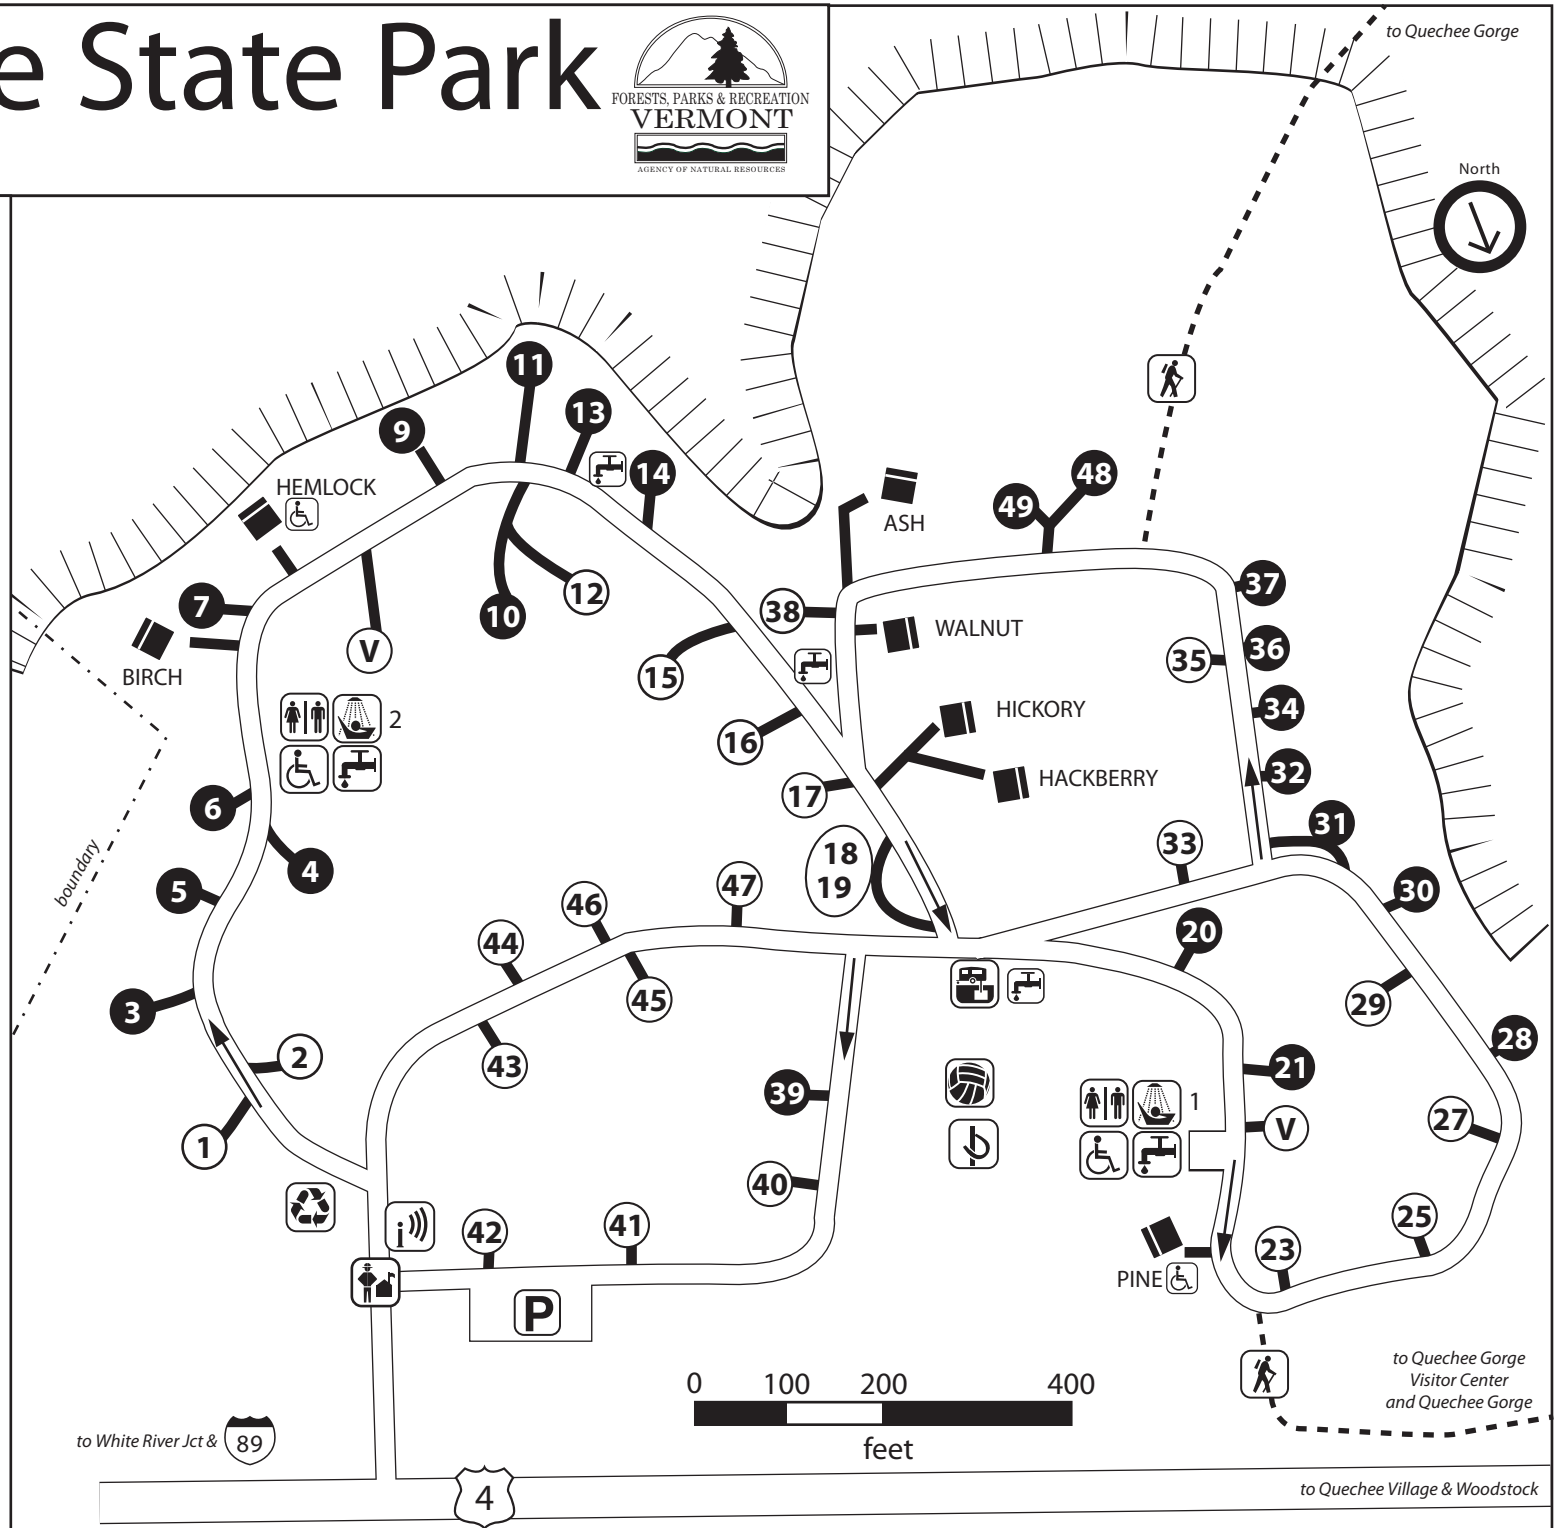 e State Park
FORESTS, PARKS & RECREATION
VERMONT
AGENCY OF NATURAL RESOURCES
to Quechee Gorge
North
11
13
9
14
HEMLOCK
48
49
ASH
7
12
10
38
37
WALNUT
V
BIRCH
15
35
36
2
16
HICKORY
34
17
HACKBERRY
32
6
31
33
18
19
4
5
boundary
47
46
30
44
20
45
29
3
43
2
28
39
21
1
27
V
1
40
42
41
25
23
PINE
i
P
0 100 200 400
feet
to Quechee Gorge
Visitor Center
and Quechee Gorge
to White River Jct &
89
4
to Quechee Village & Woodstock